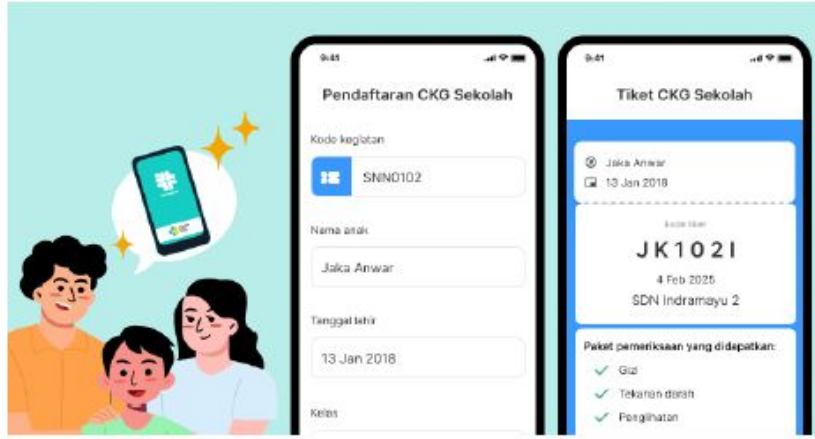 9:41
Pendaftaran CKG Sekolah
Kode kegiatan
SNN0102
Nama anak
Jaka Anwar
Tanggal lahir
13 Jan 2018
Kelas
9:41
Tiket CKG Sekolah
Jaka Anwar
13 Jan 2018
Kode tiket
JK102I
4 Feb 2025
SDN Indramayu 2
Paket pemeriksaan yang didapatkan:
Gizi
Tekanan darah
Penglihatan